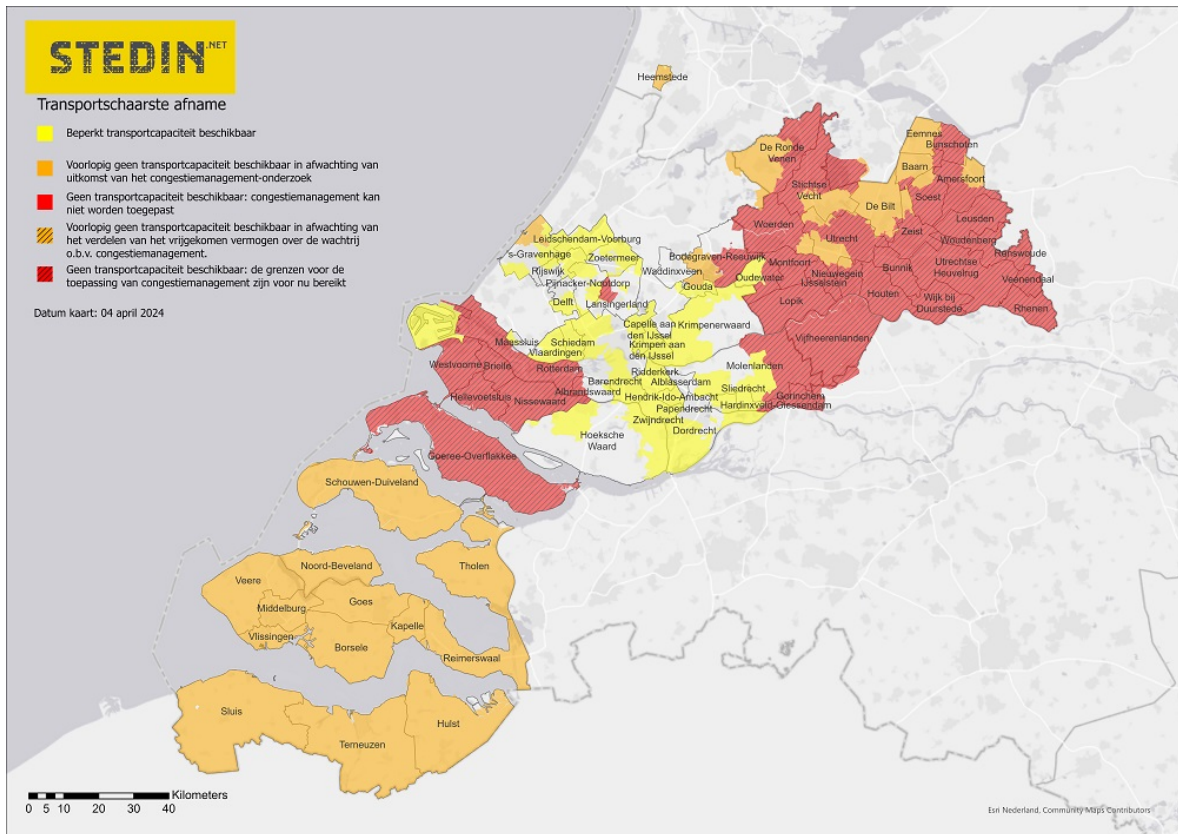 STEDIN.NET
Transportschaarste afname
Beperkt transportcapaciteit beschikbaar
Voorlopig geen transportcapaciteit beschikbaar in afwachting van
uitkomst van het congestiemanagement-onderzoek
Geen transportcapaciteit beschikbaar: congestiemanagement kan
niet worden toegepast
Voorlopig geen transportcapaciteit beschikbaar in afwachting van
het verdelen van het vrijgekomen vermogen over de wachtrij
o.b.v. congestiemanagement.
Geen transportcapaciteit beschikbaar: de grenzen voor de
toepassing van congestiemanagement zijn voor nu bereikt
Datum kaart: 04 april 2024
Heemstede
De Ronde
Venen
Eemnes
Bunschoten
Baarn
Amersfoort
Stichtse
Vecht
De Bilt
Soest
Leusden
Woerden
Utrecht
Zeist
Woudenberg
Renswoude
Leidschendam-Voorburg
's-Gravenhage
Zoetermeer
Bodegraven-Reeuwijk
Waddinxveen
Montfoort
Nieuwegein
IJsselstein
Bunnik
Utrechtse
Heuvelrug
Veenendaal
Rijswijk
Pijnacker-Nootdorp
Gouda
Oudewater
Houten
Wijk bij
Duurstede
Rhenen
Delft
Lansingerland
Lopik
Capelle aan
den IJssel
Krimpenerwaard
Maassluis
Vlaardingen
Schiedam
Krimpen aan
den IJssel
Vijfheerenlanden
Westvoorne
Brielle
Rotterdam
Ridderkerk
Molenlanden
Barendrecht
Alblasserdam
Sliedrecht
Hellevoetsluis
Nissewaard
Albrandswaard
Hendrik-Ido-Ambacht
Gorinchem
Hardinxveld-Giessendam
Papendrecht
Zwijndrecht
Dordrecht
Hoeksche
Waard
Goeree-Overflakkee
Schouwen-Duiveland
Noord-Beveland
Tholen
Veere
Goes
Middelburg
Kapelle
Vlissingen
Borsele
Reimerswaal
Sluis
Hulst
Terneuzen
Kilometers
0 5 10 20 30 40
Esri Nederland, Community Maps Contributors